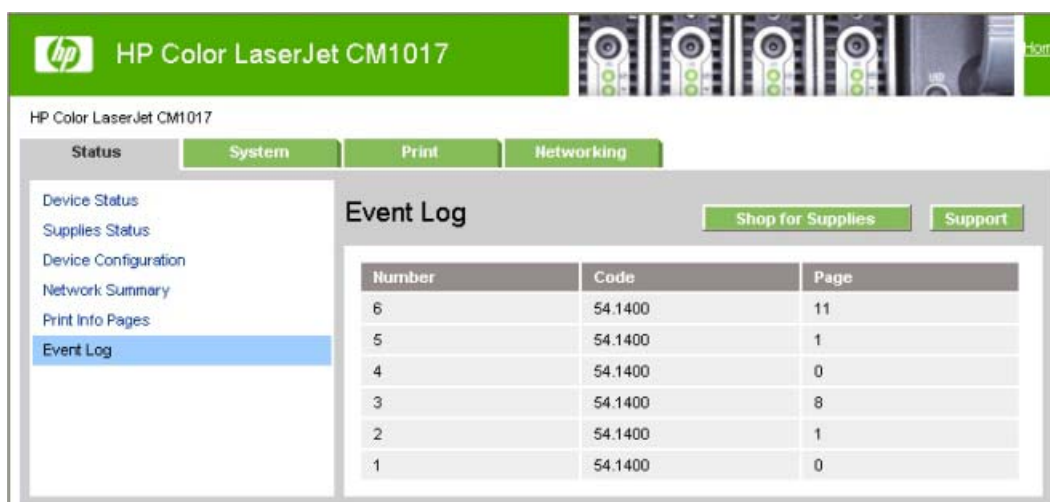 hp HP Color LaserJet CM1017
HP Color LaserJet CM1017
Status System Print Networking
Device Status
Supplies Status
Device Configuration
Network Summary
Print Info Pages
Event Log
Event Log Shop for Supplies Support
Number Code Page
6 54.1400 11
5 54.1400 1
4 54.1400 0
3 54.1400 8
2 54.1400 1
1 54.1400 0